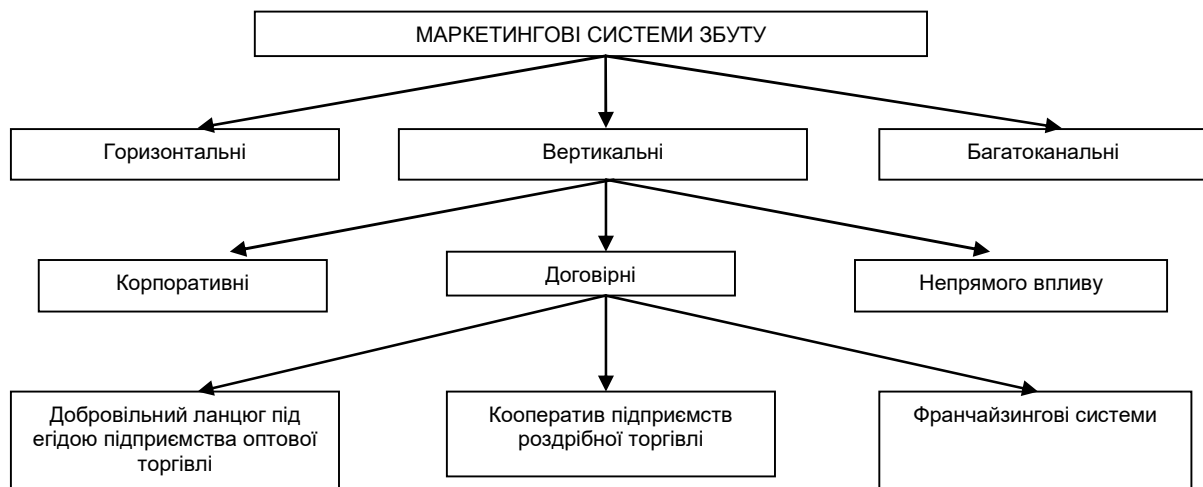 МАРКЕТИНГОВІ СИСТЕМИ ЗБУТУ
Горизонтальні
Вертикальні
Багатоканальні
Корпоративні
Договірні
Непрямого впливу
Добровільний ланцюг під
егідою підприємства оптової
торгівлі
Кооператив підприємств
роздрібної торгівлі
Франчайзингові системи